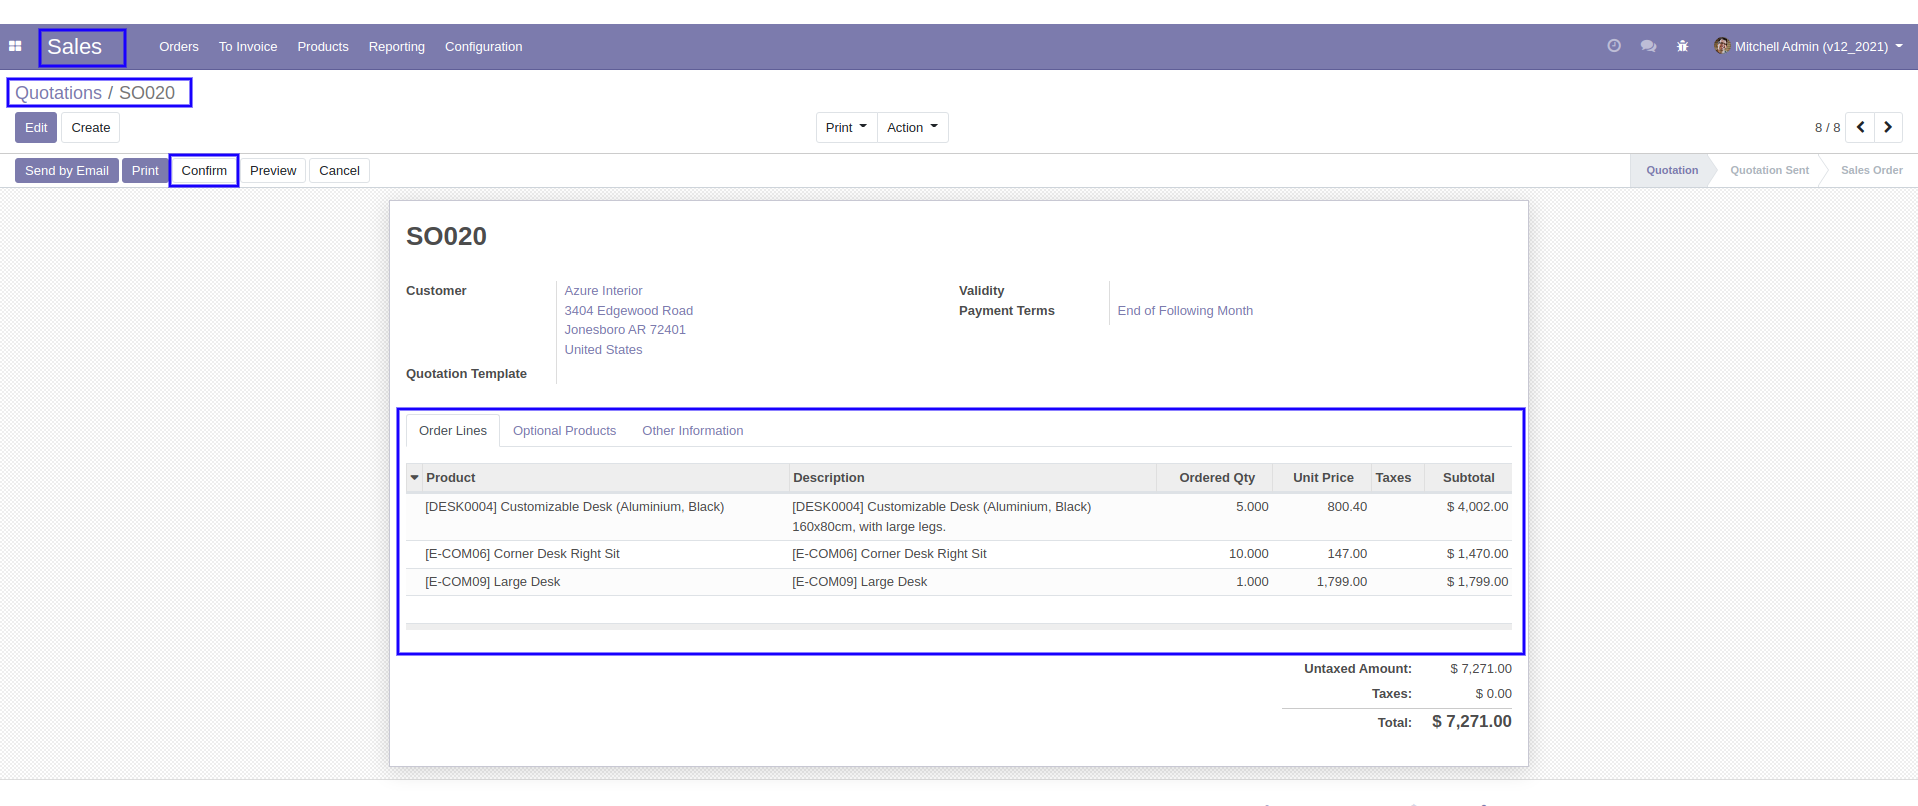 Sales Orders To Invoice Products Reporting Configuration Mitchell Admin (v12_2021)
Quotations / SO020
Edit Create Print Action 8 / 8
Send by Email Print Confirm Preview Cancel Quotation Quotation Sent Sales Order
SO020
Customer Azure Interior Validity
3404 Edgewood Road Payment Terms End of Following Month
Jonesboro AR 72401
United States
Quotation Template
Order Lines Optional Products Other Information
Product Description Ordered Qty Unit Price Taxes Subtotal
[DESK0004] Customizable Desk (Aluminium, Black) [DESK0004] Customizable Desk (Aluminium, Black) 5.000 800.40 $ 4,002.00
160x80cm, with large legs.
[E-COM06] Corner Desk Right Sit [E-COM06] Corner Desk Right Sit 10.000 147.00 $ 1,470.00
[E-COM09] Large Desk [E-COM09] Large Desk 1.000 1,799.00 $ 1,799.00
Untaxed Amount: $ 7,271.00
Taxes: $ 0.00
Total: $ 7,271.00